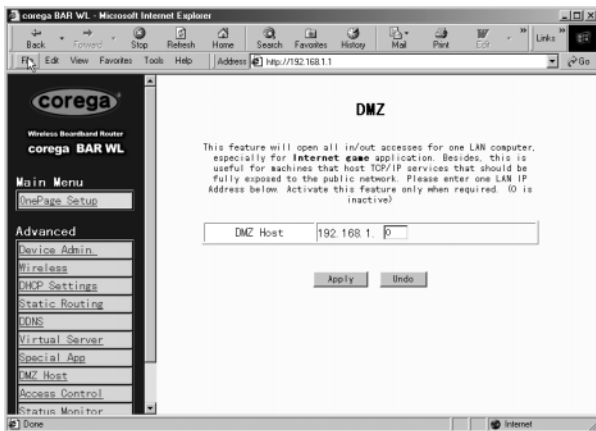 corega BAR WL - Microsoft Internet Explorer
Back Forward Stop Refresh Home Search Favorites History Mail Print Edit » Links »
File Edit View Favorites Tools Help Address http://192.168.1.1 Go
corega
Wireless Boardband Router
corega BAR WL
Main Menu
OnePage Setup
Advanced
Device Admin.
Wireless
DHCP Settings
Static Routing
DDNS
Virtual Server
Special App
DMZ Host
Access Control
Status Monitor
DMZ
This feature will open all in/out accesses for one LAN computer,
especially for Internet game application. Besides, this is
useful for machines that host TCP/IP services that should be
fully exposed to the public network. Please enter one LAN IP
Address below. Activate this feature only when required. (0 is
inactive)
DMZ Host 192.168.1. 0
Apply Undo
Done Internet